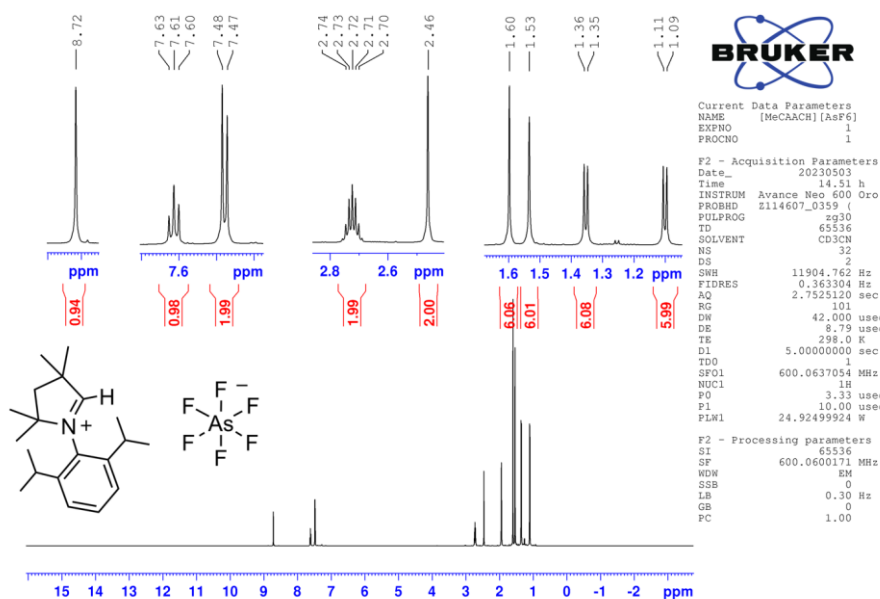 8.72
7.63
7.61
7.60
7.48
7.47
2.74
2.73
2.72
2.71
2.70
2.46
1.60
1.53
1.36
1.35
1.11
1.09
BRUKER
ppm
7.6
2.8 2.6 ppm
1.6 1.5 1.4 1.3 1.2 ppm
0.94
0.98
1.99
1.99
2.00
6.06
6.01
6.08
5.99
H
N
+
F
F
F
As
F
F
F
−
15 14 13 12 11 10 9 8 7 6 5 4 3 2 1 0 -1 -2 ppm
Current Data Parameters
NAME [MeCAACH][AsF6]
EXPNO 1
PROCNO 1
F2 - Acquisition Parameters
Date_ 20230503
Time 14.51 h
INSTRUM Avance Neo 600 Oro
PROBHD Z114607_0359 (
PULPROG zg30
TD 65536
SOLVENT CD3CN
NS 32
DS 2
SWH 11904.762 Hz
FIDRES 0.363304 Hz
AQ 2.7525120 sec
RG 101
DW 42.000 usec
DE 8.79 usec
TE 298.0 K
D1 5.00000000 sec
TD0 1
SFO1 600.0637054 MHz
NUC1 1H
P0 3.33 usec
P1 10.00 usec
PLW1 24.92499924 W
F2 - Processing parameters
SI 65536
SF 600.0600171 MHz
WDW EM
SSB 0
LB 0.30 Hz
GB 0
PC 1.00